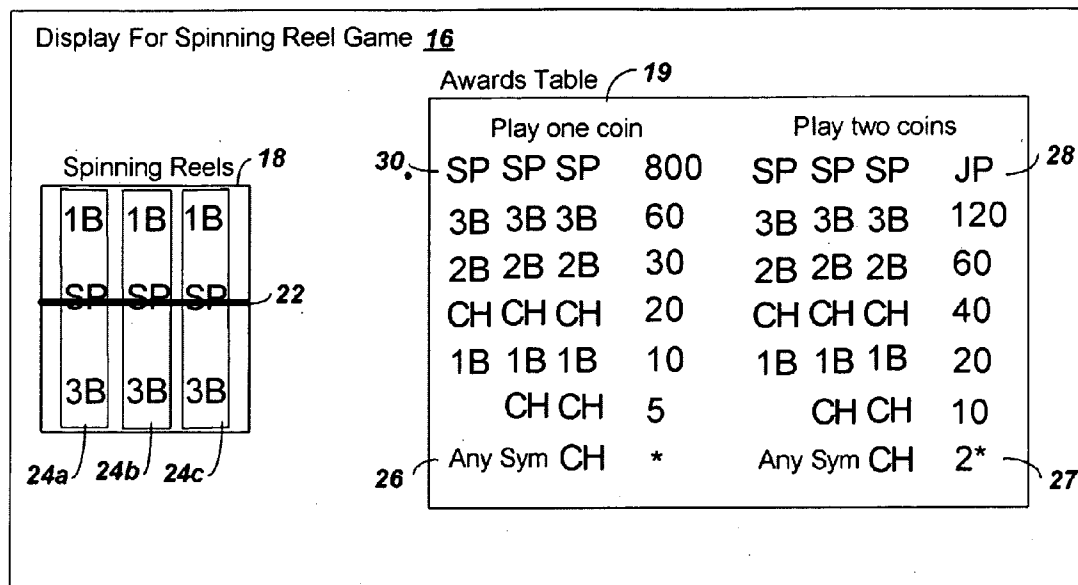 Display For Spinning Reel Game 16
Awards Table 19
Play one coin Play two coins
Spinning Reels 18
30 SP SP SP 800 SP SP SP JP 28
1B 1B 1B
3B 3B 3B 60 3B 3B 3B 120
2B 2B 2B 30 2B 2B 2B 60
SP SP SP 22
CH CH CH 20 CH CH CH 40
1B 1B 1B 10 1B 1B 1B 20
3B 3B 3B
CH CH 5 CH CH 10
24a 24b 24c
26 Any Sym CH * Any Sym CH 2* 27